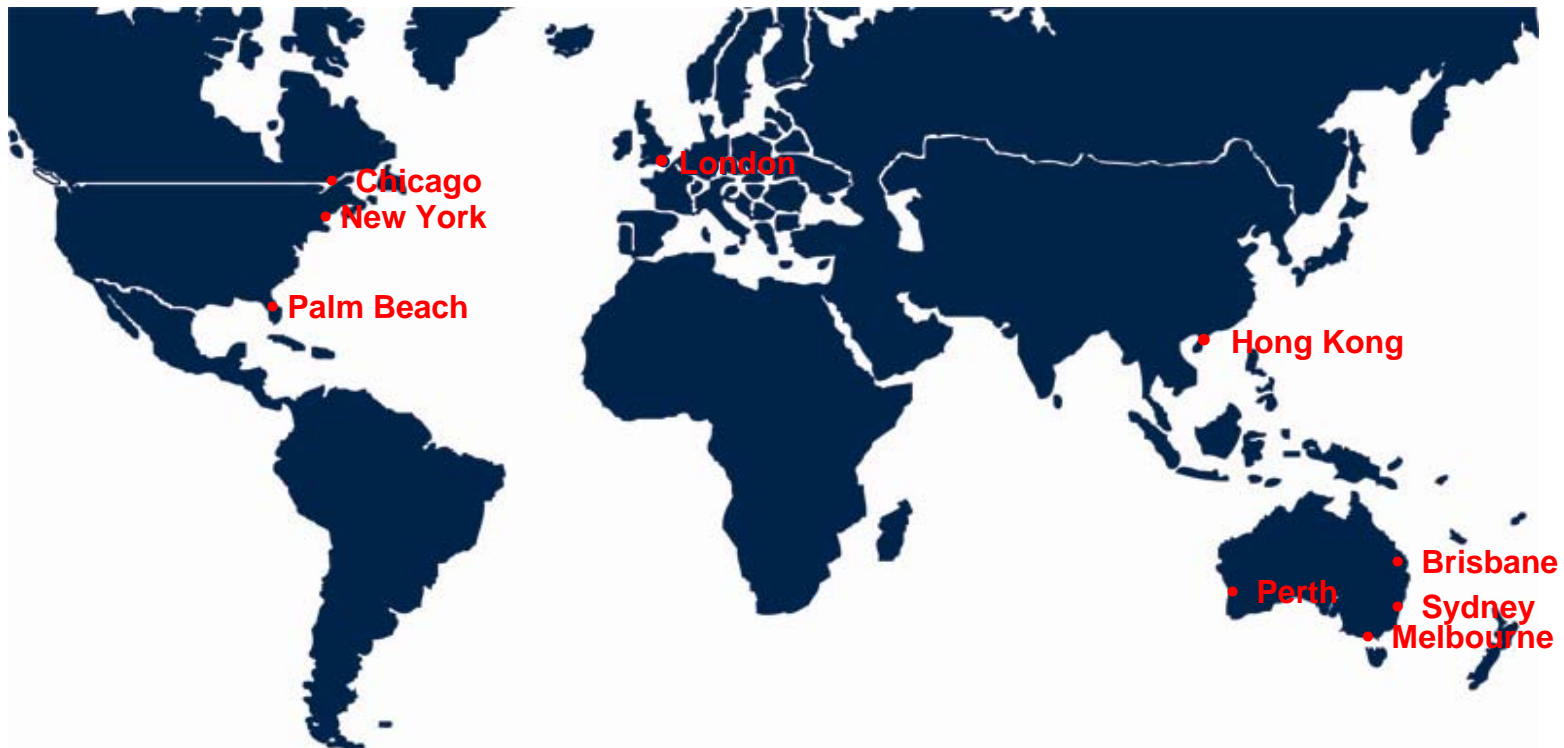 London
Chicago
New York
Palm Beach
Hong Kong
Brisbane
Perth
Sydney
Melbourne